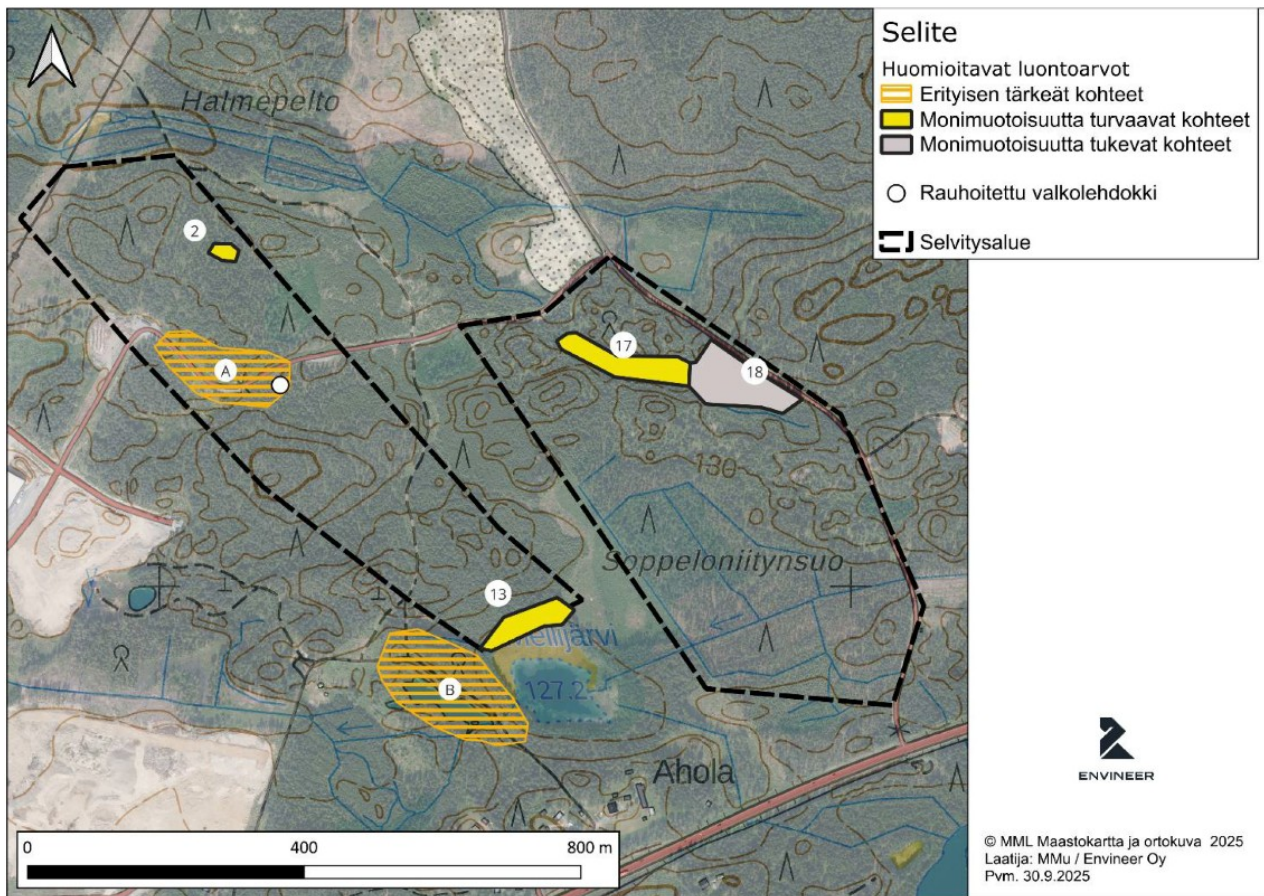 Selite
Huomioitavat luontoarvot
Erityisen tärkeät kohteet
Monimuotoisuutta turvaavat kohteet
Monimuotoisuutta tukevat kohteet
Rauhoitettu valkolehdokki
Selvitysalue
Halmepelto
2
A
17
18
130
Soppeloniitynsuo
13
127.2
B
Ahola
0 400 800 m
ENVINEER
© MML Maastokartta ja ortokuva 2025
Laatija: MMu / Envineer Oy
Pvm. 30.9.2025